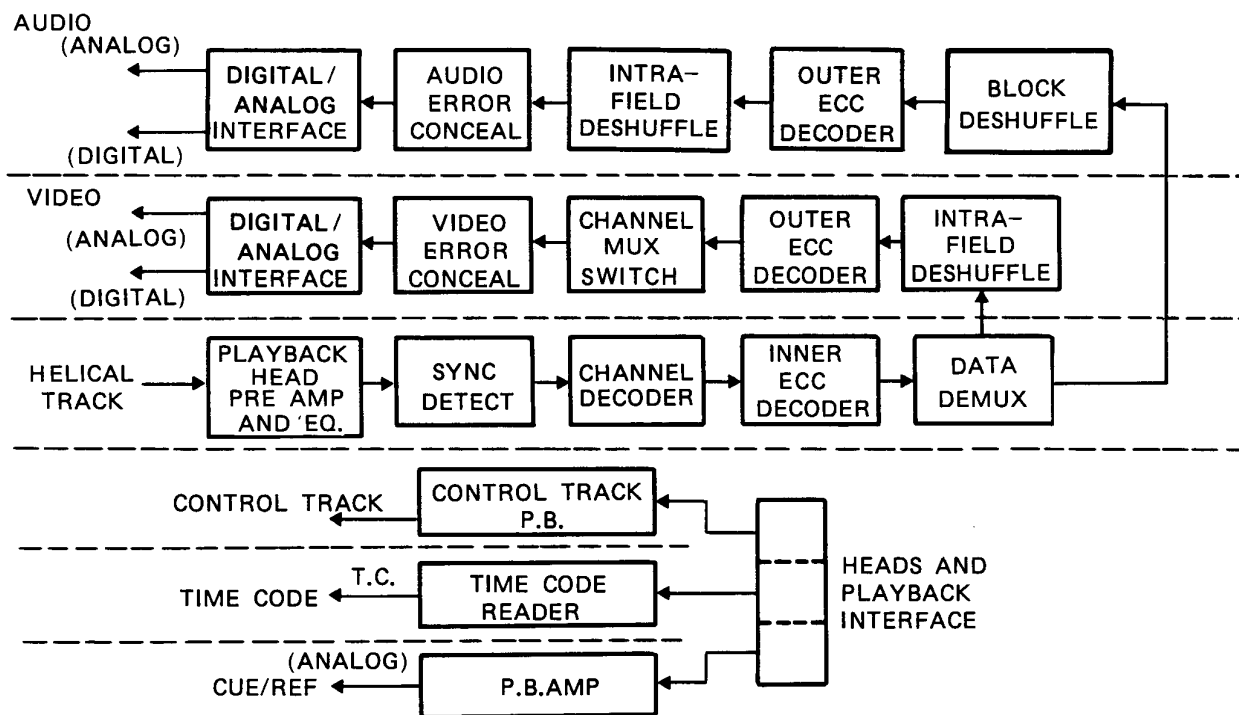 AUDIO
(ANALOG)
(DIGITAL)
DIGITAL/
ANALOG
INTERFACE
AUDIO
ERROR
CONCEAL
INTRA-
FIELD
DESHUFFLE
OUTER
ECC
DECODER
BLOCK
DESHUFFLE
VIDEO
(ANALOG)
(DIGITAL)
DIGITAL/
ANALOG
INTERFACE
VIDEO
ERROR
CONCEAL
CHANNEL
MUX
SWITCH
OUTER
ECC
DECODER
INTRA-
FIELD
DESHUFFLE
HELICAL
TRACK
PLAYBACK
HEAD
PRE AMP
AND EQ.
SYNC
DETECT
CHANNEL
DECODER
INNER
ECC
DECODER
DATA
DEMUX
CONTROL TRACK
CONTROL TRACK
P.B.
TIME CODE
T.C.
TIME CODE
READER
(ANALOG)
CUE/REF
P.B.AMP
HEADS AND
PLAYBACK
INTERFACE